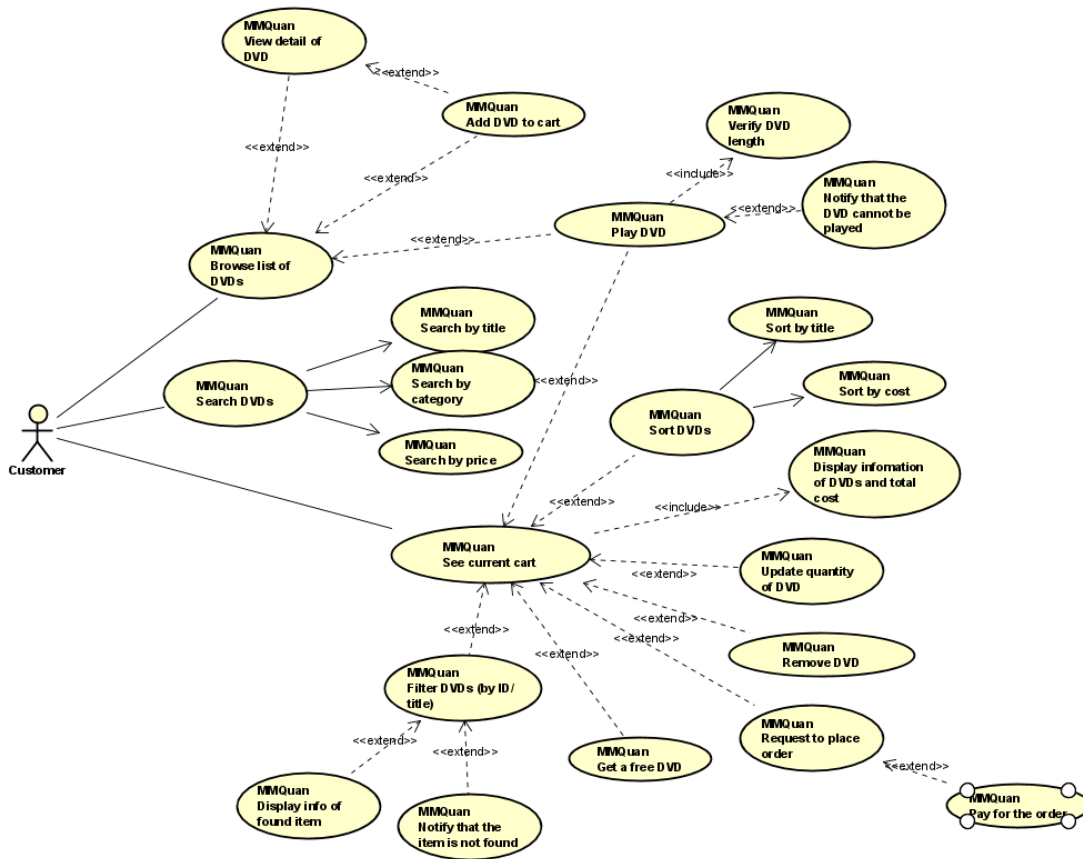 MMQuan
View detail of
DVD
<<extend>>
MMQuan
Add DVD to cart
<<extend>>
<<extend>>
MMQuan
Verify DVD
length
<<include>>
MMQuan
Notify that the
DVD cannot be
played
<<extend>>
MMQuan
Play DVD
<<extend>>
MMQuan
Browse list of
DVDs
MMQuan
Search by title
MMQuan
Search by
category
MMQuan
Search by price
MMQuan
Search DVDs
Customer
<<extend>>
MMQuan
Sort by title
MMQuan
Sort by cost
MMQuan
Sort DVDs
<<extend>>
MMQuan
Display infomation
of DVDs and total
cost
<<include>>
MMQuan
See current cart
MMQuan
Update quantity
of DVD
<<extend>>
<<extend>>
MMQuan
Remove DVD
<<extend>>
<<extend>>
<<extend>>
MMQuan
Filter DVDs (by ID/
title)
MMQuan
Request to place
order
MMQuan
Get a free DVD
<<extend>>
<<extend>>
<<extend>>
MMQuan
Display info of
found item
MMQuan
Notify that the
item is not found
MMQuan
Pay for the order